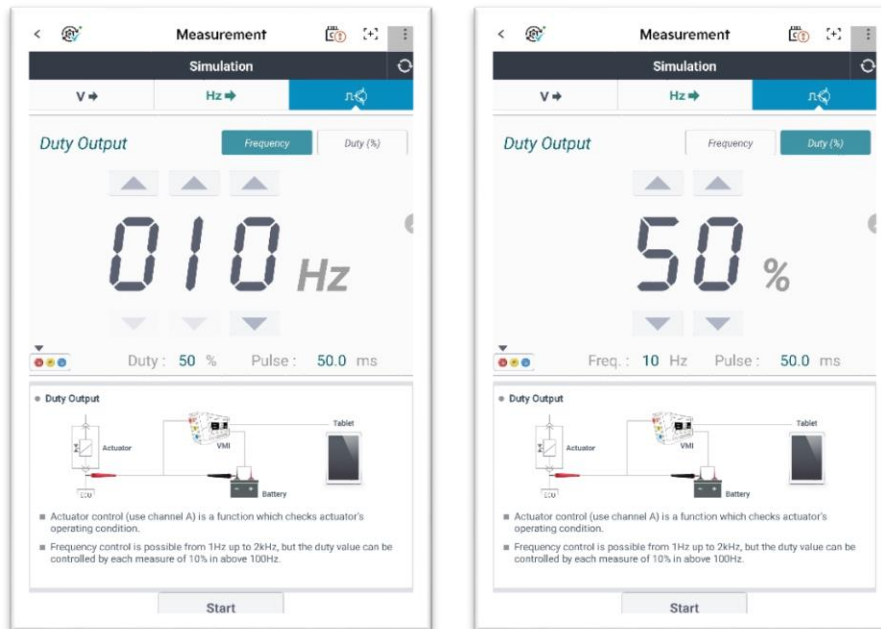 Measurement
Simulation
V
Hz
Duty Output
Frequency
Duty (%)
010 Hz
Duty : 50 % Pulse : 50.0 ms
Duty Output
Tablet
Actuator
VMI
ECU
Battery
Actuator control (use channel A) is a function which checks actuator's
operating condition.
Frequency control is possible from 1Hz up to 2kHz, but the duty value can be
controlled by each measure of 10% in above 100Hz.
Start
Measurement
Simulation
V
Hz
Duty Output
Frequency
Duty (%)
50 %
Freq. : 10 Hz Pulse : 50.0 ms
Duty Output
Tablet
Actuator
VMI
ECU
Battery
Actuator control (use channel A) is a function which checks actuator's
operating condition.
Frequency control is possible from 1Hz up to 2kHz, but the duty value can be
controlled by each measure of 10% in above 100Hz.
Start